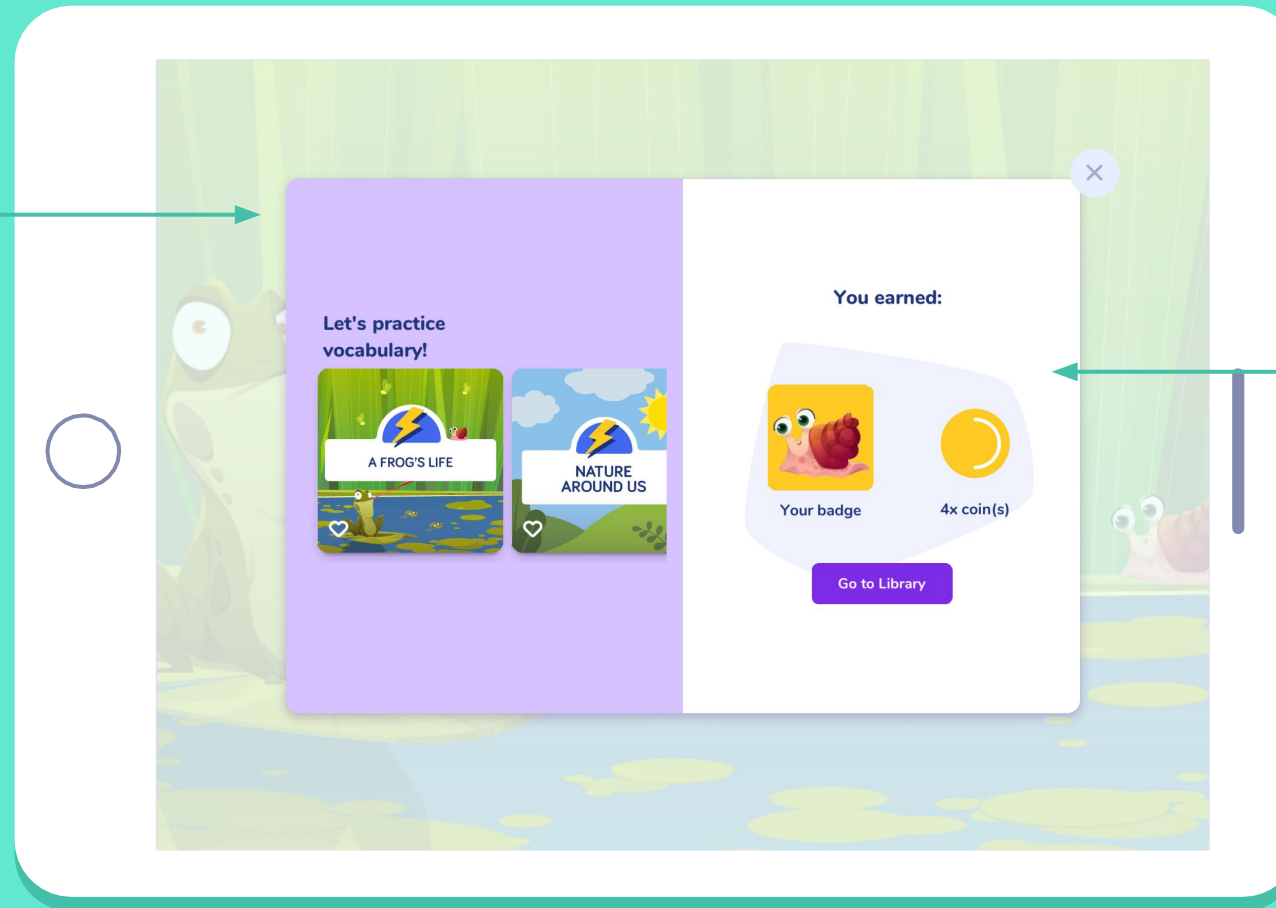 Let's practice
vocabulary!
A FROG'S LIFE
NATURE
AROUND US
You earned:
Your badge
4x coin(s)
Go to Library